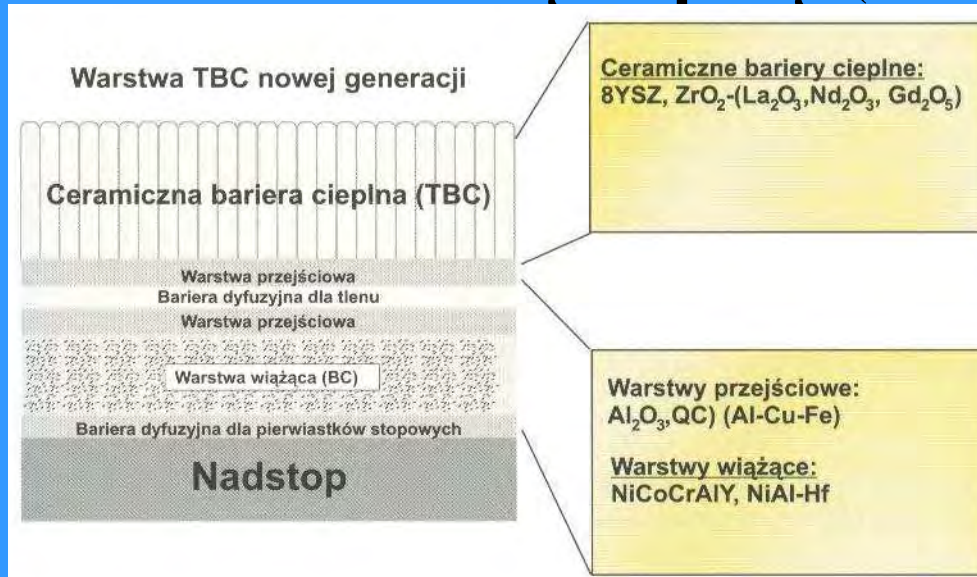 Warstwa TBC nowej generacji
Ceramiczna bariera cieplna (TBC)
Warstwa przejściowa
Bariera dyfuzyjna dla tlenu
Warstwa przejściowa
Warstwa wiążąca (BC)
Bariera dyfuzyjna dla pierwiastków stopowych
Nadstop
Ceramiczne bariery cieplne:
8YSZ, ZrO₂-(La₂O₃,Nd₂O₃, Gd₂O₅)
Warstwy przejściowe:
Al₂O₃,QC) (Al-Cu-Fe)
Warstwy wiążące:
NiCoCrAlY, NiAl-Hf